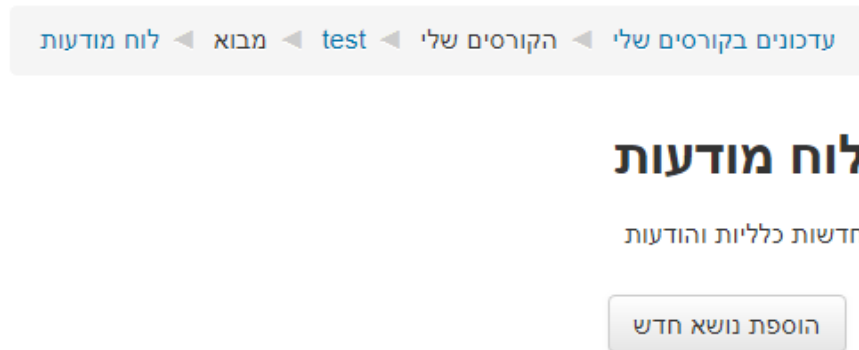 עדכונים בקורסים שלי ◄ הקורסים שלי ◄ test ◄ מבוא ◄ לוח מודעות
לוח מודעות
חדשות כלליות והודעות
הוספת נושא חדש